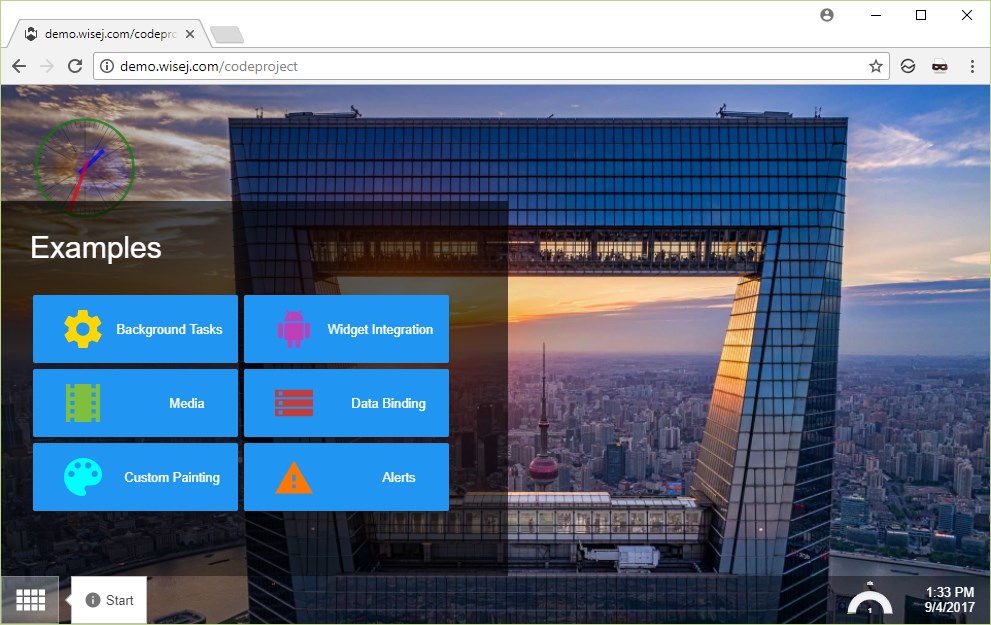 demo.wisej.com/codepro
demo.wisej.com/codeproject
Examples
Background Tasks
Widget Integration
Media
Data Binding
Custom Painting
Alerts
Start
1
1:33 PM
9/4/2017